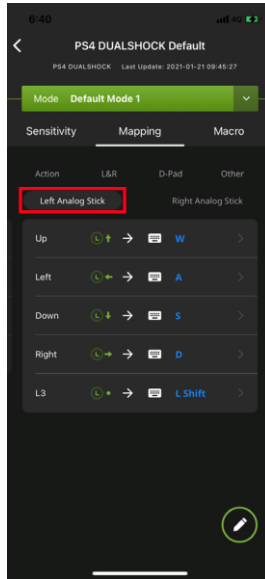 6:40 4G
PS4 DUALSHOCK Default
PS4 DUALSHOCK Last Update: 2021-01-21 09:45:27
Mode Default Mode 1
Sensitivity Mapping Macro
Action L&R D-Pad Other
Left Analog Stick Right Analog Stick
Up L W
Left L A
Down L S
Right L D
L3 L L Shift